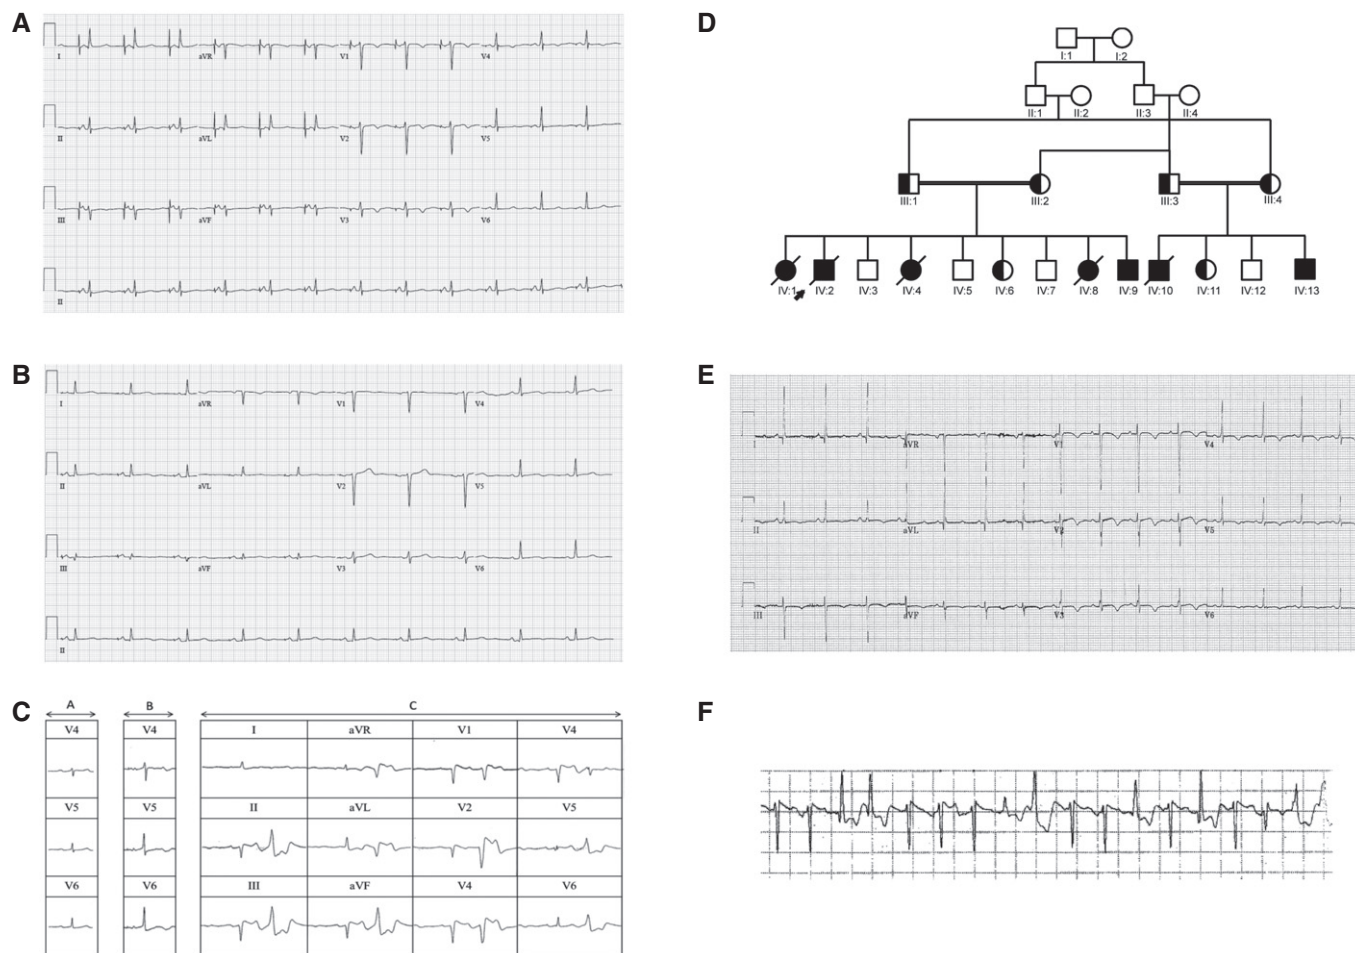 A
I aVR V1 V4
II aVL V2 V5
III aVF V3 V6
II
B
I aVR V1 V4
II aVL V2 V5
III aVF V3 V6
II
C
A B C
V4 V4 I aVR V1 V4
V5 V5 II aVL V2 V5
V6 V6 III aVF V4 V6
D
I:1 I:2
II:1 II:2 II:3 II:4
III:1 III:2 III:3 III:4
IV:1 IV:2 IV:3 IV:4 IV:5 IV:6 IV:7 IV:8 IV:9 IV:10 IV:11 IV:12 IV:13
E
I aVR V1 V4
II aVL V2 V5
III aVF V3 V6
F